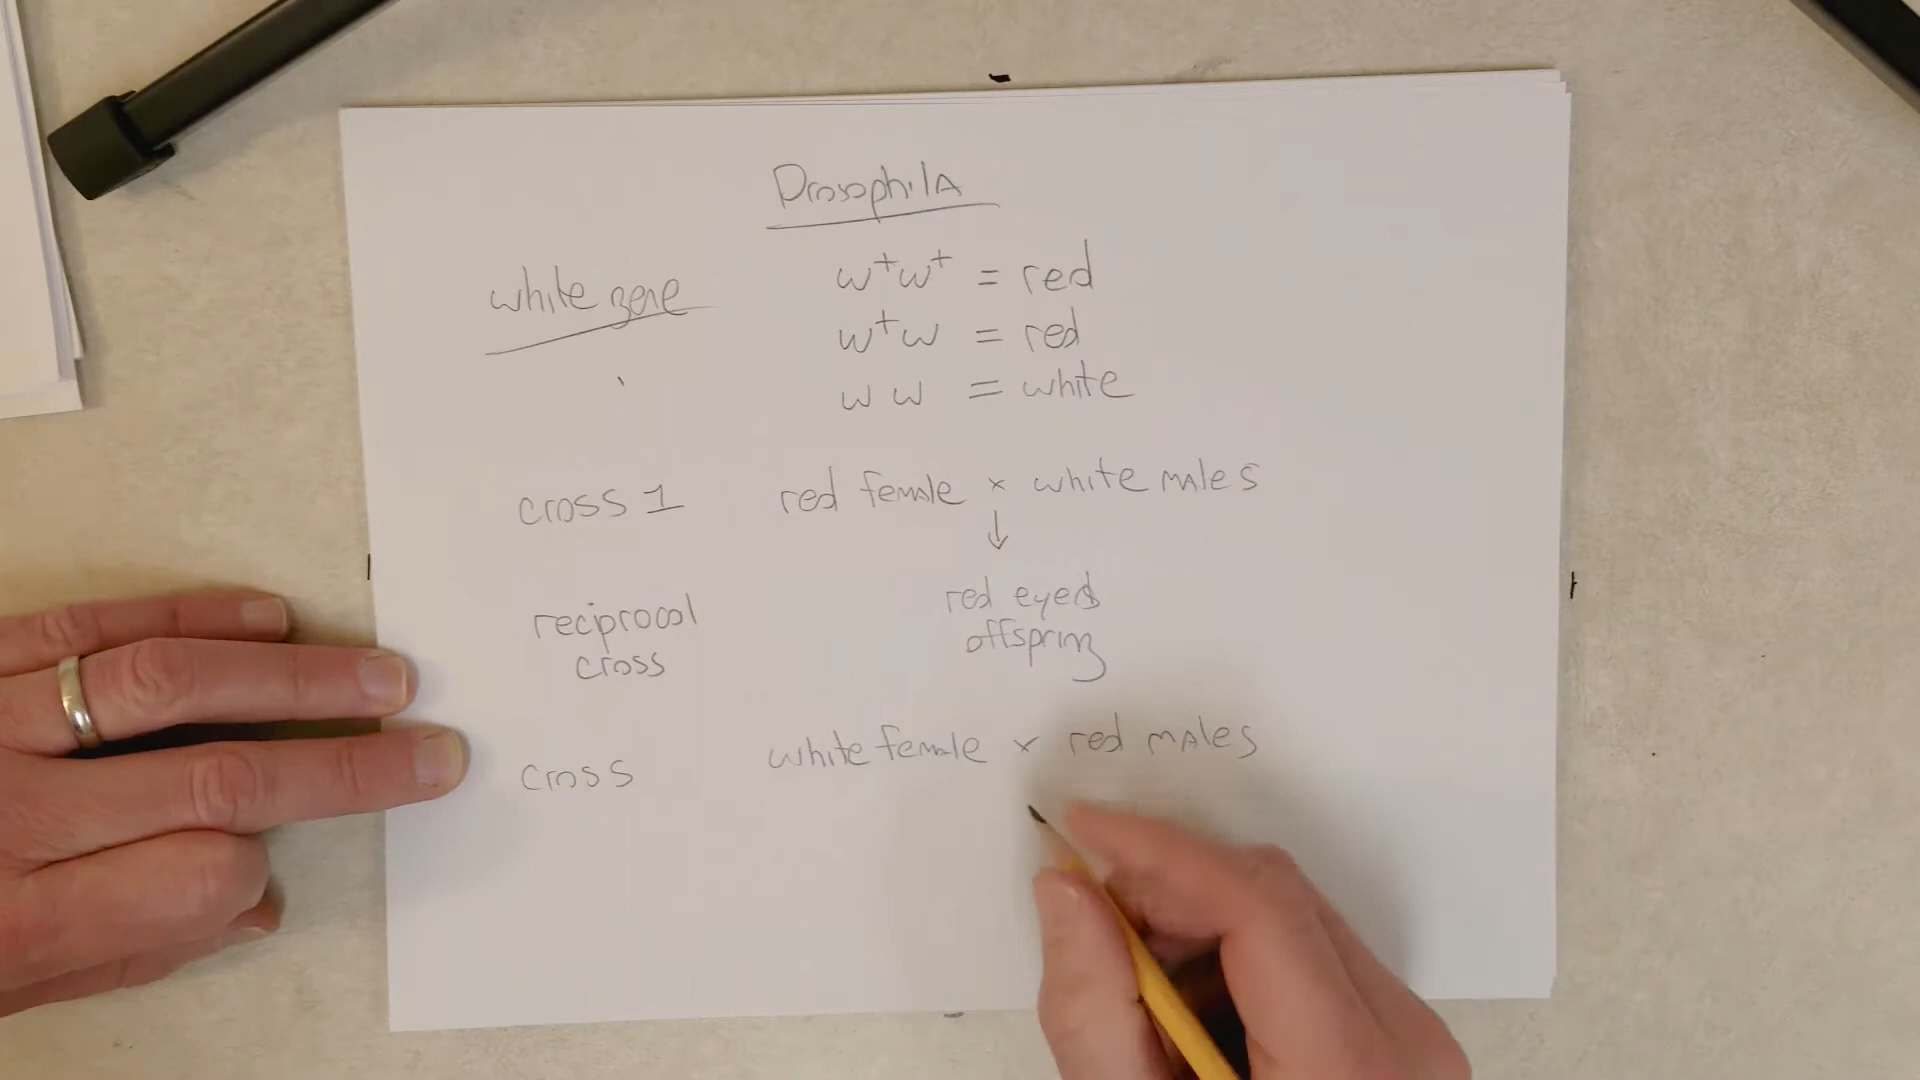 DrosophilA
white gene
w⁺w⁺ = red
w⁺w = red
w w = white
cross 1
red female × white mAles
↓
red eyed
offspring
reciprocal
cross
cross
white female × red mAles